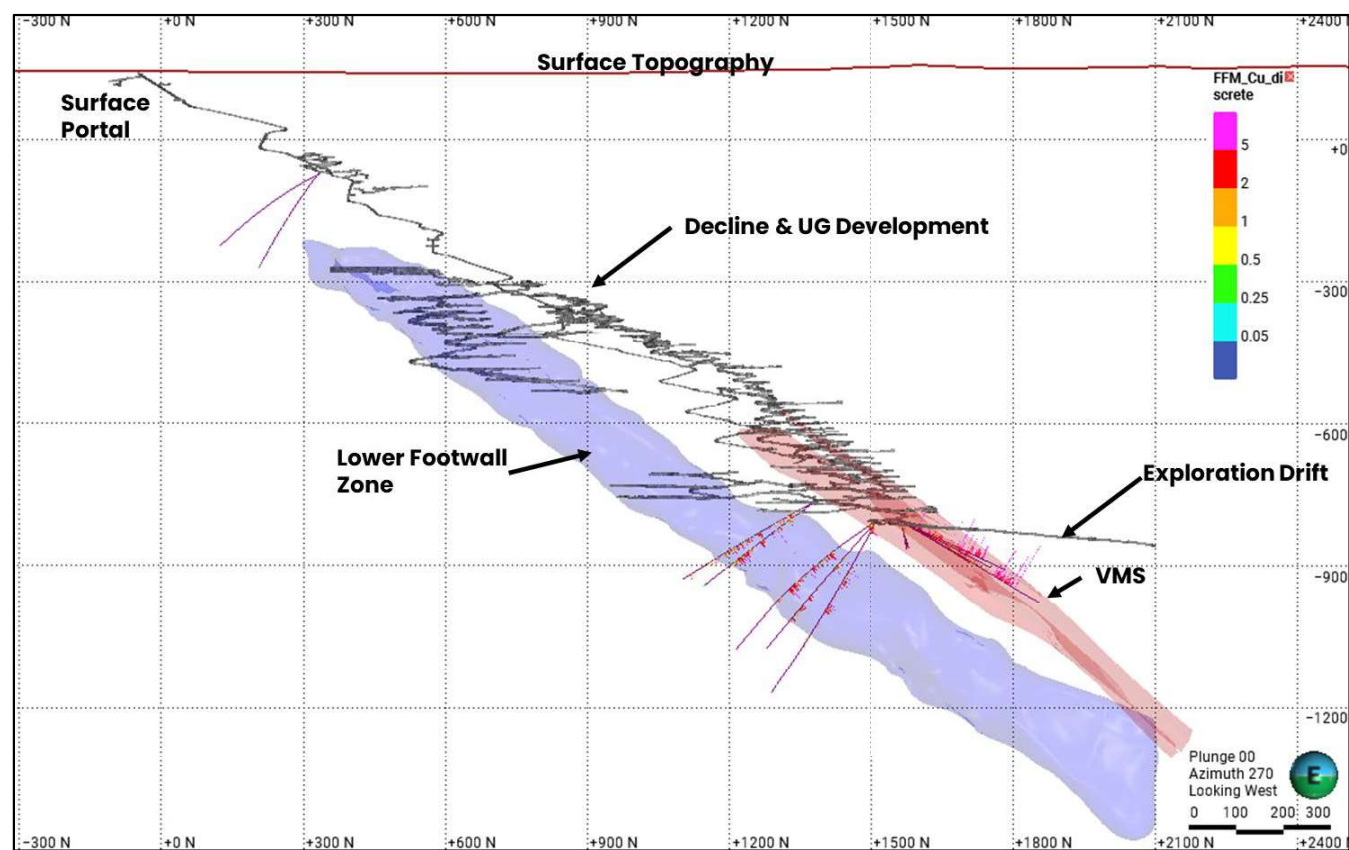 -300 N +0 N +300 N +600 N +900 N +1200 N +1500 N +1800 N +2100 N +2400 N
Surface Topography
FFM_Cu_di
screte
Surface
Portal
5
+0
2
1
Decline & UG Development
0.5
-300
0.25
0.05
-600
Lower Footwall
Zone
Exploration Drift
-900
VMS
-1200
Plunge 00
Azimuth 270
Looking West
E
0 100 200 300
-300 N +0 N +300 N +600 N +900 N +1200 N +1500 N +1800 N +2100 N +2400 N